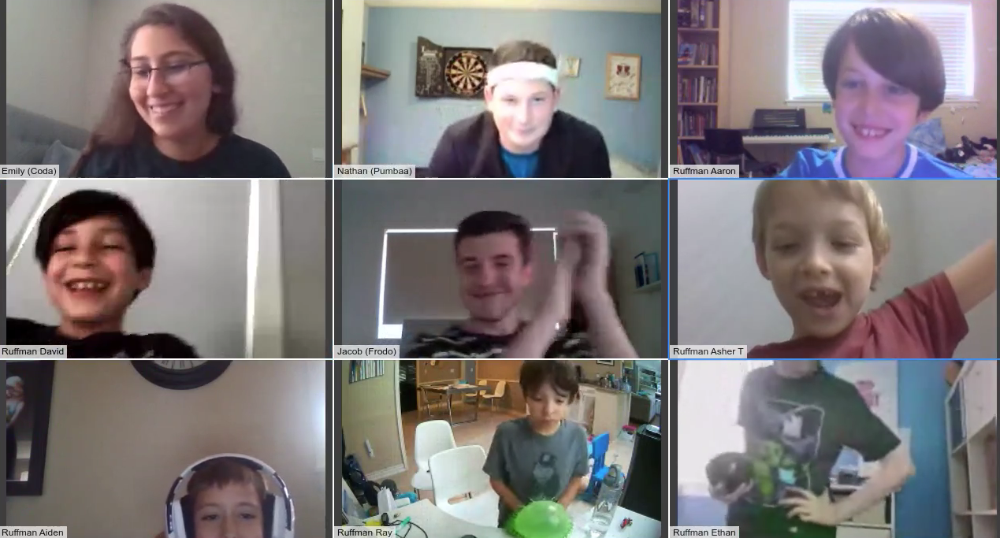 Emily (Coda)
Nathan (Pumbaa)
Ruffman Aaron
Ruffman David
Jacob (Frodo)
Ruffman Asher T
Ruffman Aiden
Ruffman Ray
Ruffman Ethan